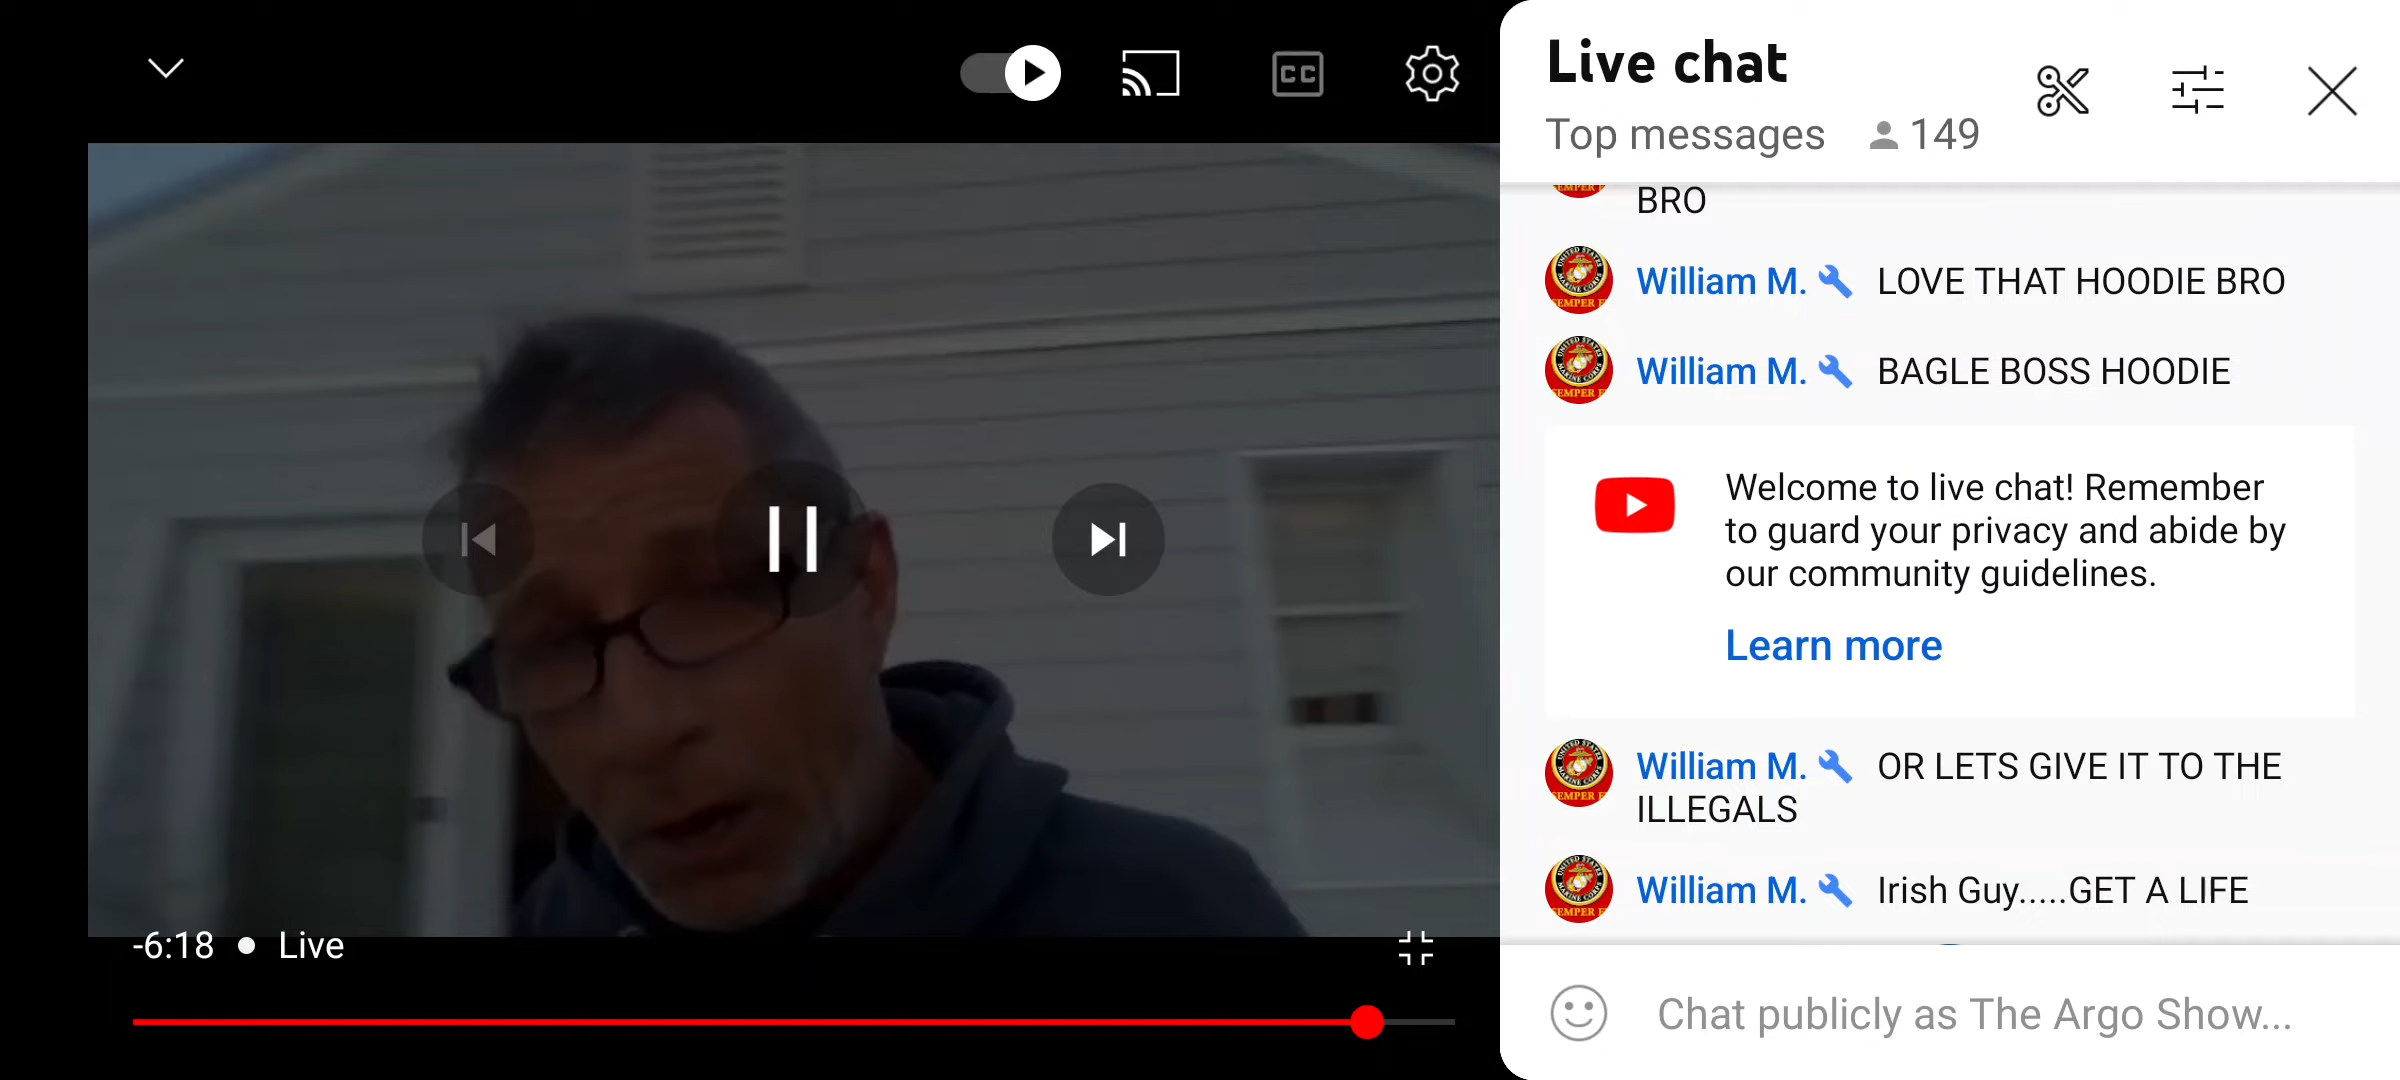 CC
Live chat
Top messages 149
BRO
William M. LOVE THAT HOODIE BRO
William M. BAGLE BOSS HOODIE
Welcome to live chat! Remember
to guard your privacy and abide by
our community guidelines.
Learn more
William M. OR LETS GIVE IT TO THE
ILLEGALS
William M. Irish Guy.....GET A LIFE
-6:18 • Live
Chat publicly as The Argo Show...